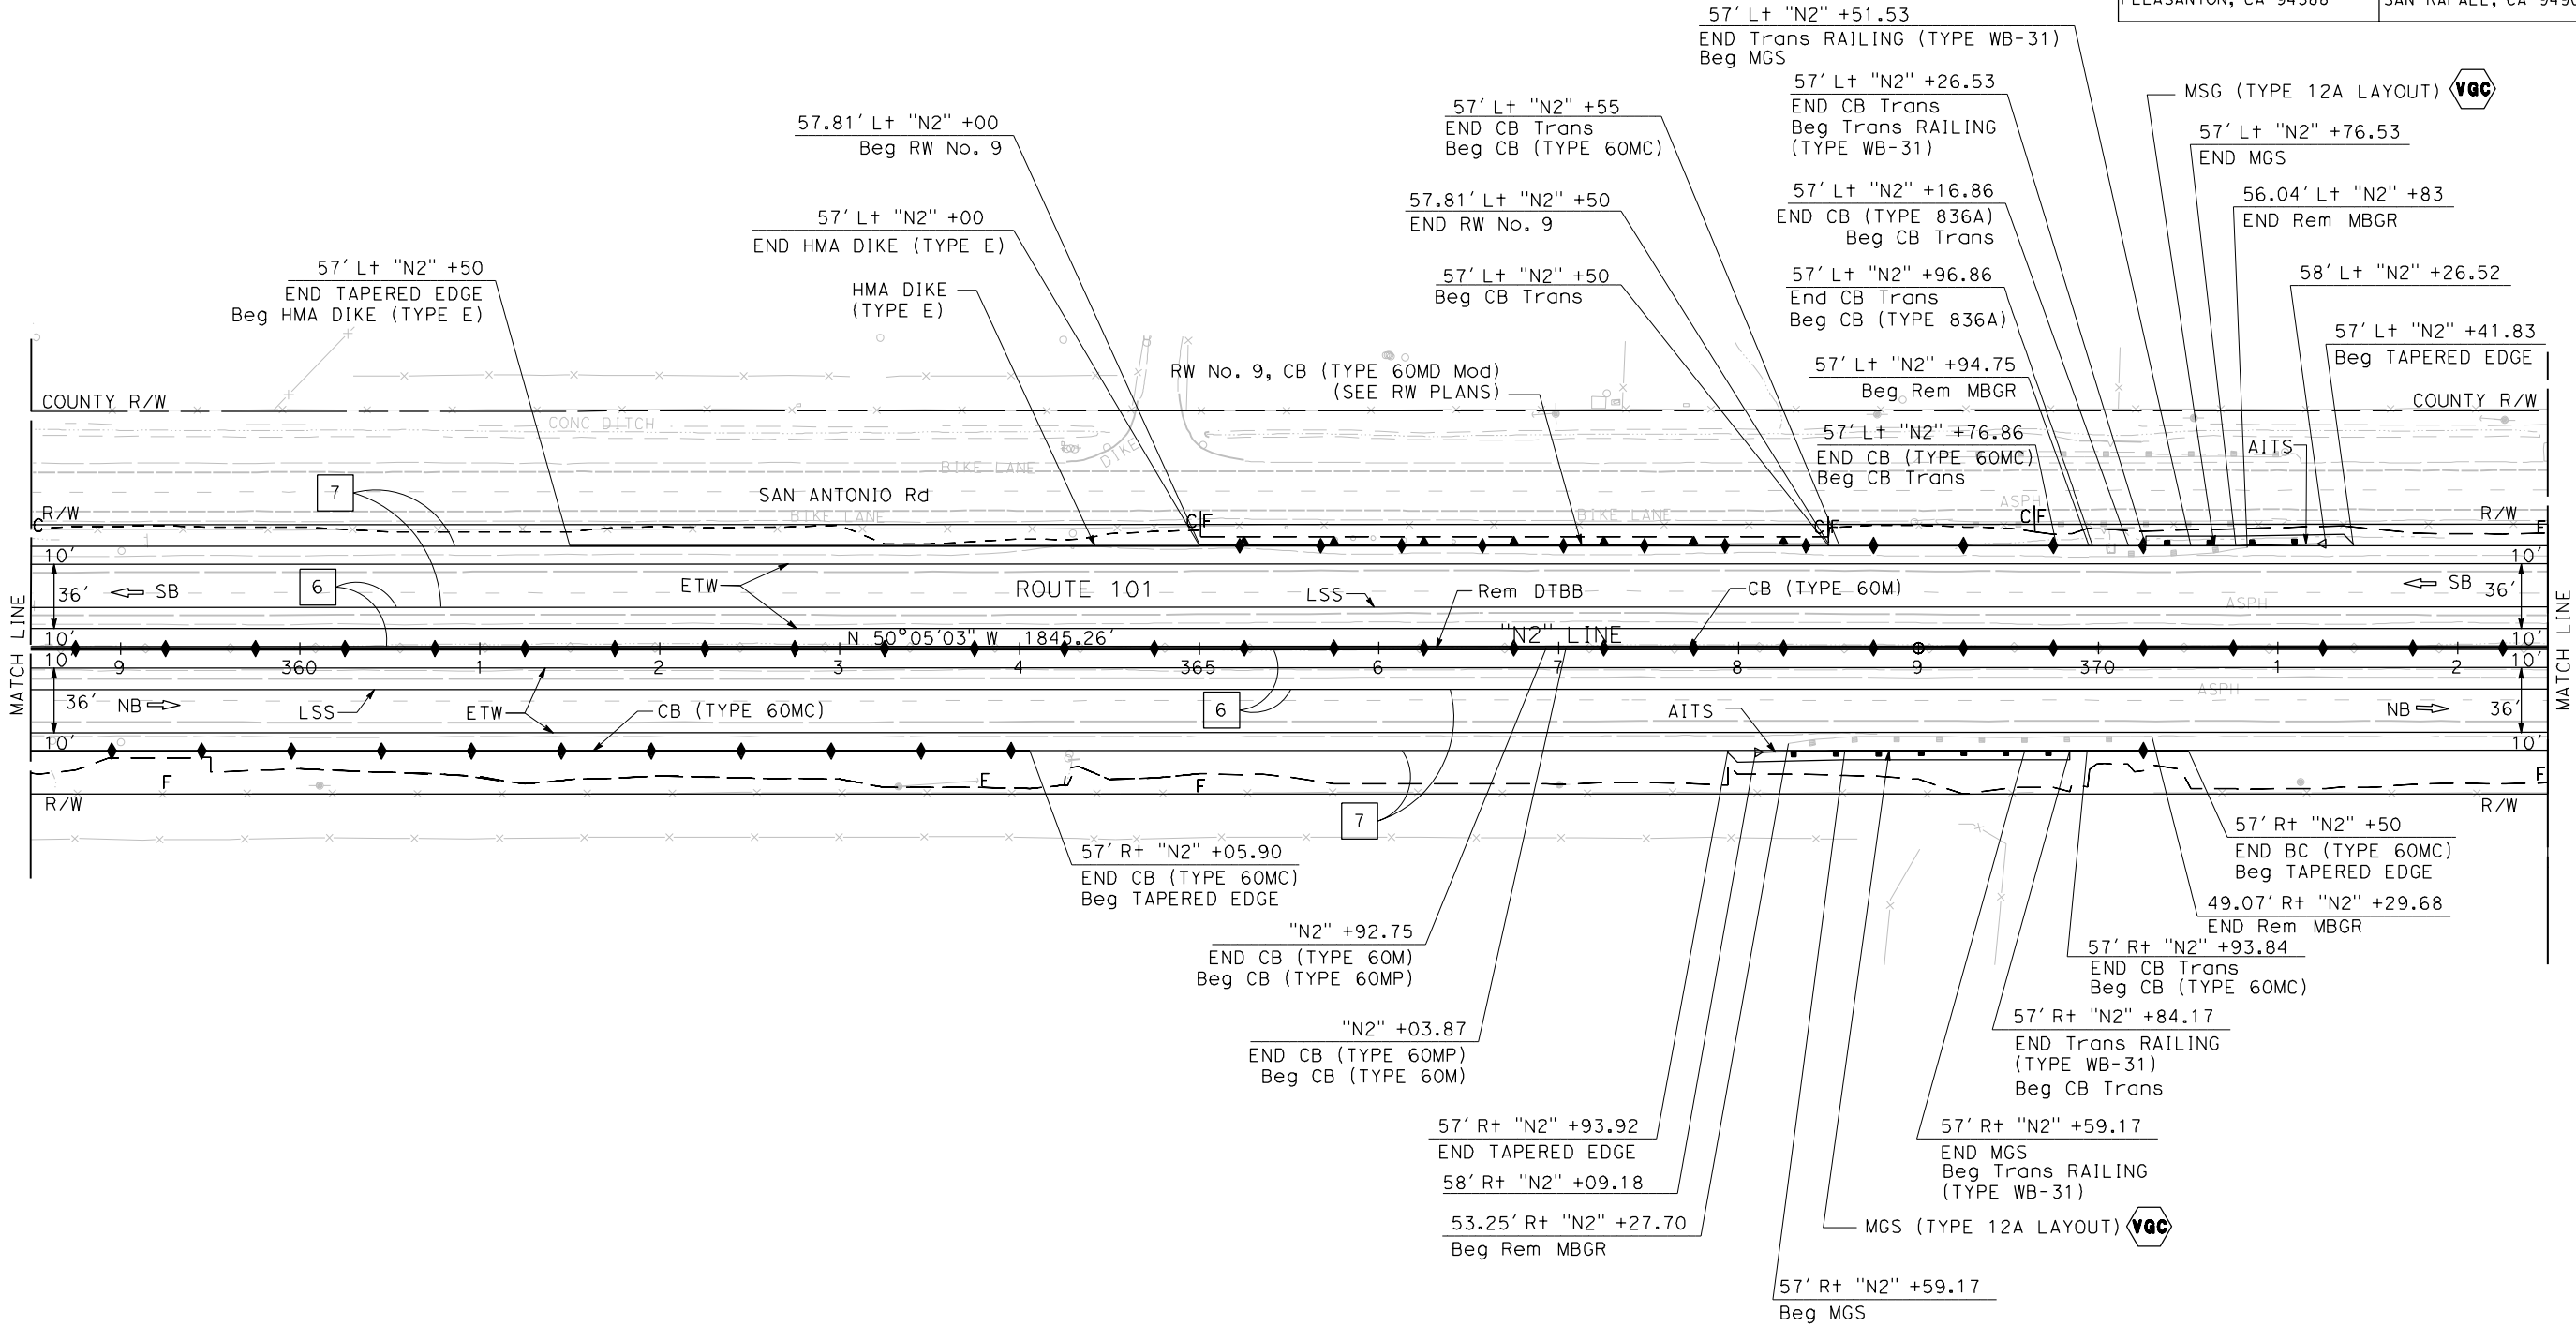 PLEASANTON, CA 94588
SAN RAFAEL, CA
57' Lt "N2" +51.53
END Trans RAILING (TYPE WB-31)
Beg MGS
57' Lt "N2" +26.53
END CB Trans
Beg Trans RAILING
(TYPE WB-31)
MSG (TYPE 12A LAYOUT) VGC
57' Lt "N2" +55
END CB Trans
Beg CB (TYPE 60MC)
57' Lt "N2" +76.53
END MGS
57.81' Lt "N2" +00
Beg RW No. 9
57' Lt "N2" +16.86
END CB (TYPE 836A)
Beg CB Trans
56.04' Lt "N2" +83
END Rem MBGR
57.81' Lt "N2" +50
END RW No. 9
57' Lt "N2" +00
END HMA DIKE (TYPE E)
57' Lt "N2" +50
END TAPERED EDGE
Beg HMA DIKE (TYPE E)
HMA DIKE
(TYPE E)
57' Lt "N2" +50
Beg CB Trans
57' Lt "N2" +96.86
End CB Trans
Beg CB (TYPE 836A)
58' Lt "N2" +26.52
57' Lt "N2" +41.83
Beg TAPERED EDGE
RW No. 9, CB (TYPE 60MD Mod)
(SEE RW PLANS)
57' Lt "N2" +94.75
Beg Rem MBGR
COUNTY R/W
COUNTY R/W
CONC DITCH
DIKE
57' Lt "N2" +76.86
END CB (TYPE 60MC)
Beg CB Trans
AITS
BIKE LANE
7
SAN ANTONIO Rd
ASPH
R/W
C
BIKE LANE
C F
BIKE LANE
C F
C F
R/W
F
10'
10'
6
ETW
ROUTE 101
LSS
Rem DTBB
CB (TYPE 60M)
36'
SB
SB
36'
ASPH
MATCH LINE
MATCH LINE
10'
N 50°05'03" W 1845.26'
"N2" LINE
10'
10'
9 360 1 2 3 4 365 6 7 8 9 370 1 2
10'
36'
NB
LSS
ETW
CB (TYPE 60MC)
6
AITS
ASPH
NB
36'
10'
10'
F
F
F
F
R/W
R/W
7
57' Rt "N2" +05.90
END CB (TYPE 60MC)
Beg TAPERED EDGE
57' Rt "N2" +50
END BC (TYPE 60MC)
Beg TAPERED EDGE
49.07' Rt "N2" +29.68
END Rem MBGR
"N2" +92.75
END CB (TYPE 60M)
Beg CB (TYPE 60MP)
57' Rt "N2" +93.84
END CB Trans
Beg CB (TYPE 60MC)
"N2" +03.87
END CB (TYPE 60MP)
Beg CB (TYPE 60M)
57' Rt "N2" +84.17
END Trans RAILING
(TYPE WB-31)
Beg CB Trans
57' Rt "N2" +93.92
END TAPERED EDGE
57' Rt "N2" +59.17
END MGS
Beg Trans RAILING
(TYPE WB-31)
58' Rt "N2" +09.18
53.25' Rt "N2" +27.70
Beg Rem MBGR
MGS (TYPE 12A LAYOUT) VGC
57' Rt "N2" +59.17
Beg MGS